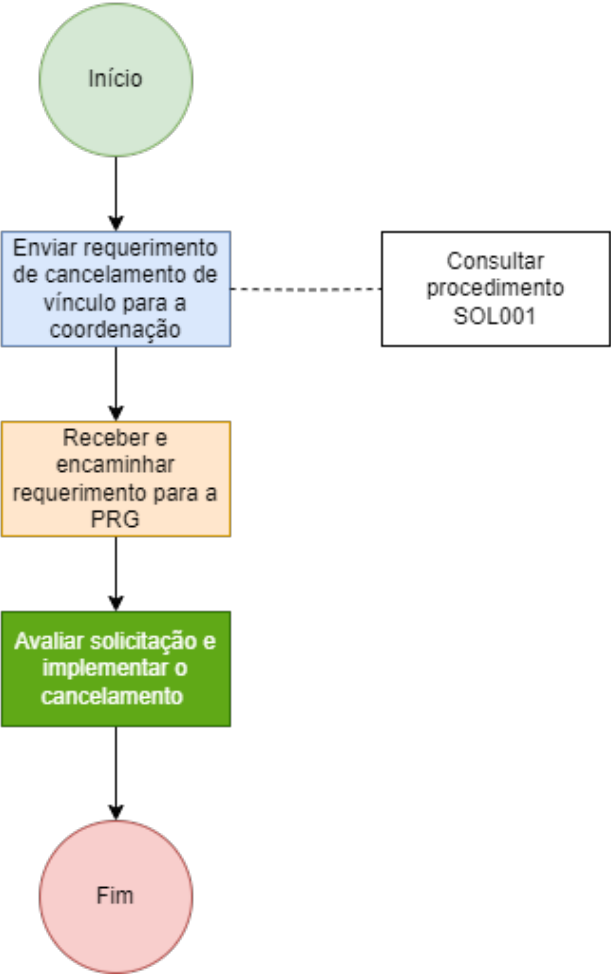 Início
Enviar requerimento
de cancelamento de
vínculo para a
coordenação
Consultar
procedimento
SOL001
Receber e
encaminhar
requerimento para a
PRG
Avaliar solicitação e
implementar o
cancelamento
Fim